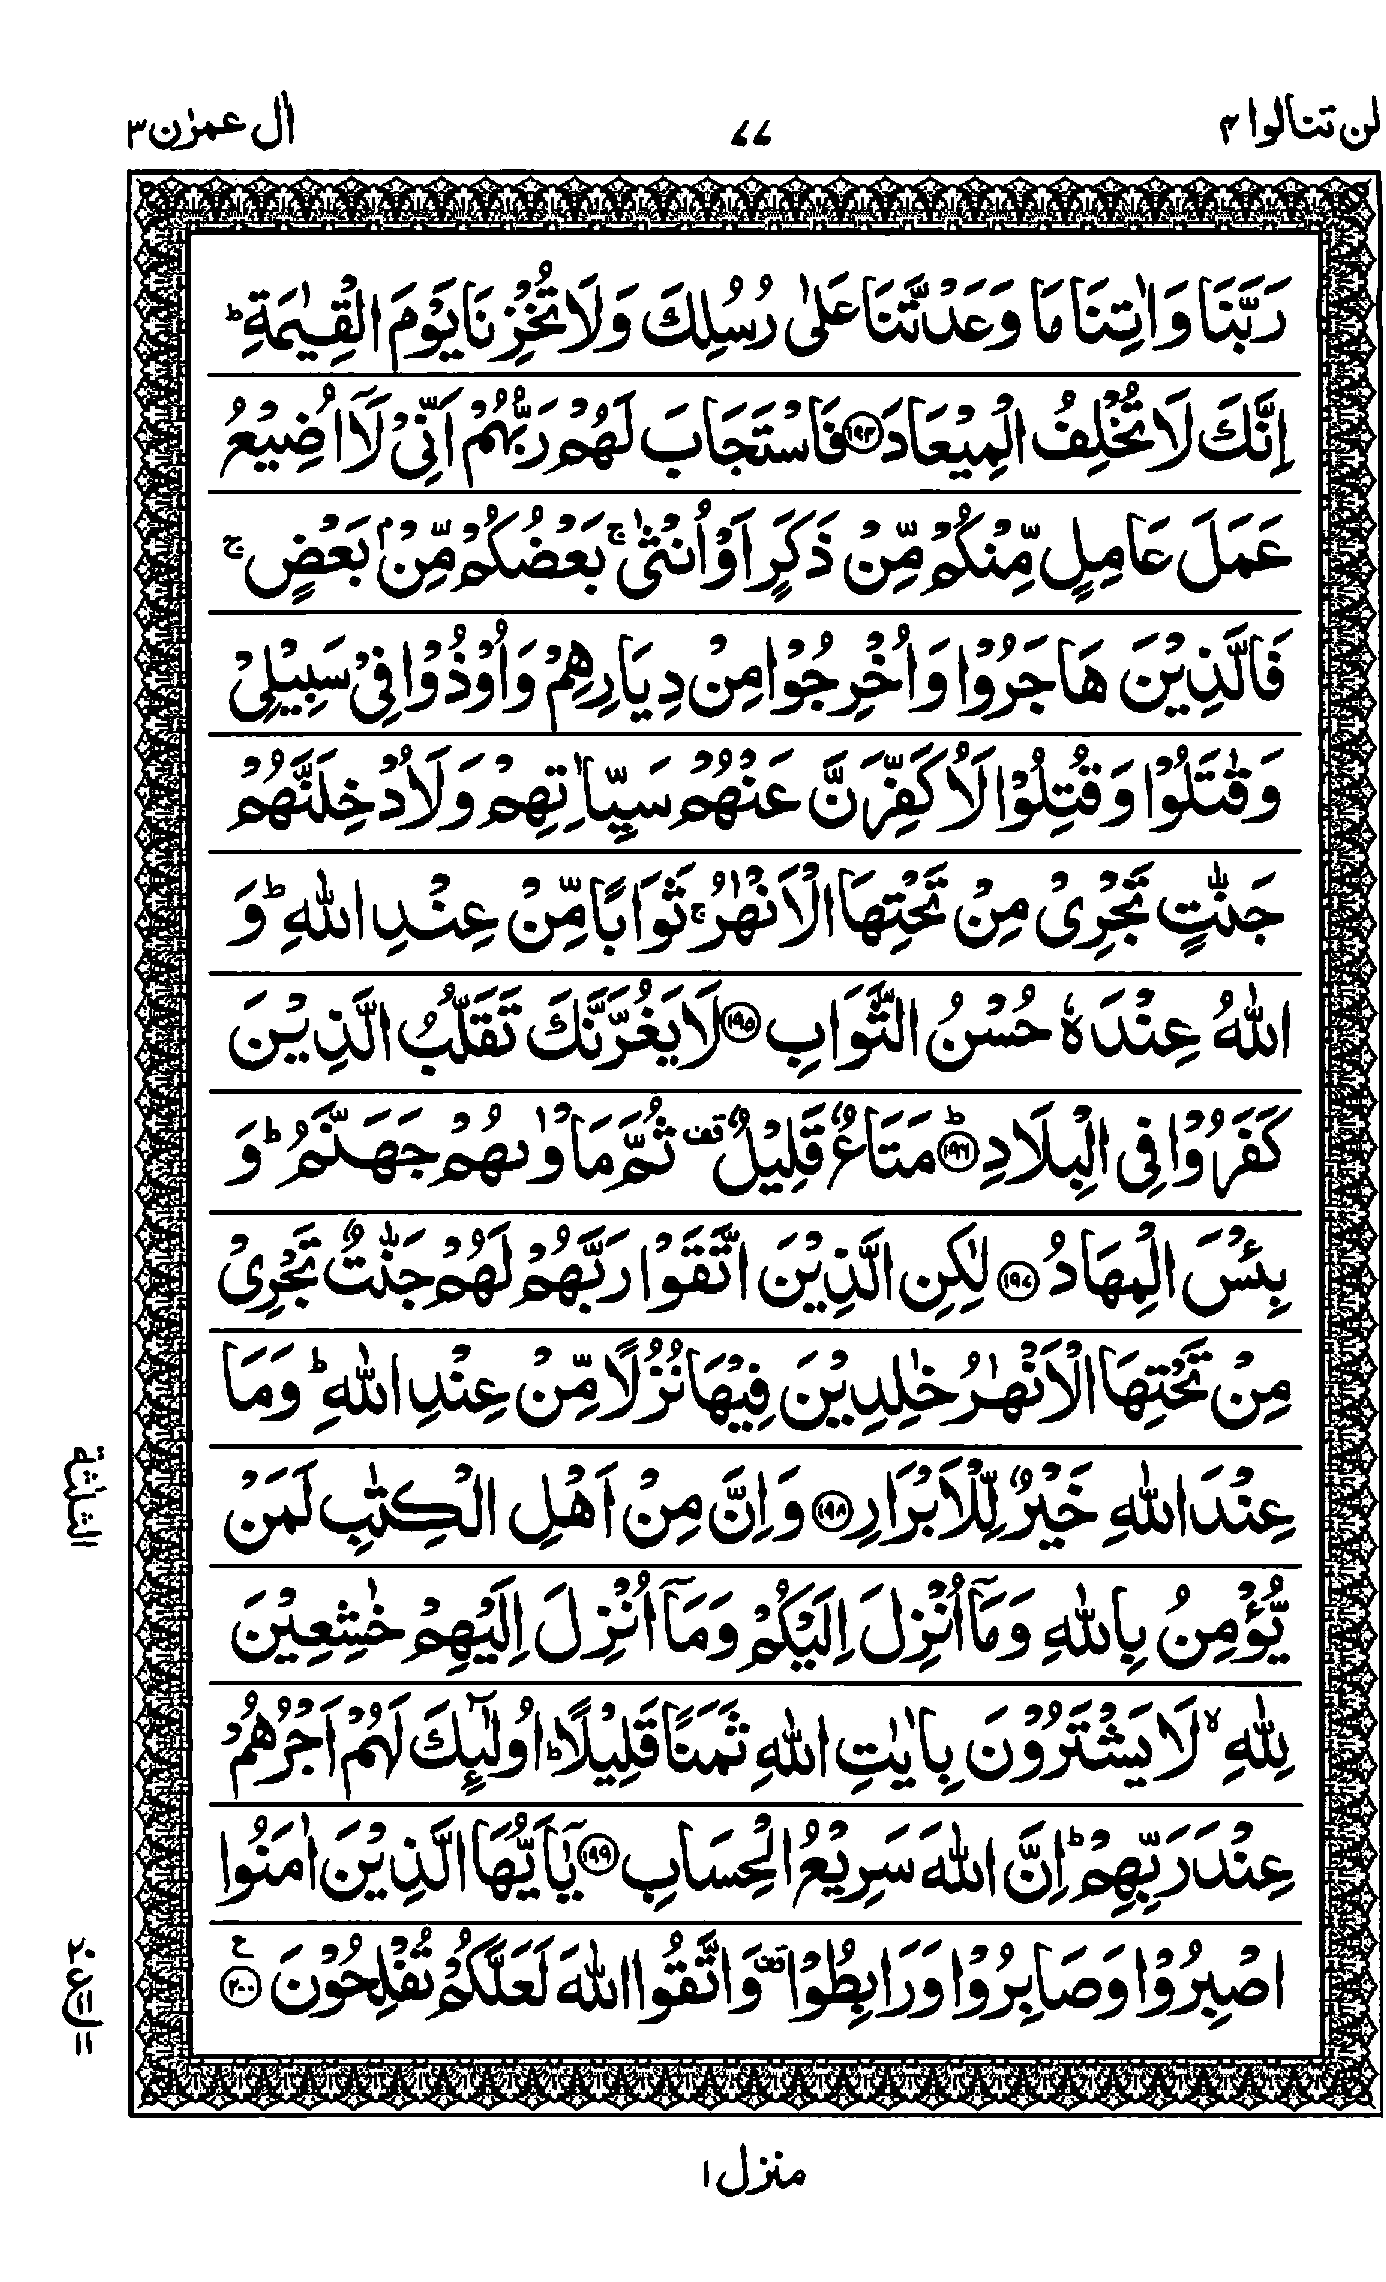 لن تنالوا ۴
۷۷
اٰل عمرٰن ۳
رَبَّنَا وَاٰتِنَا مَا وَعَدْتَّنَا عَلٰى رُسُلِكَ وَلَا تُخْزِنَا يَوْمَ الْقِيٰمَةِ ؕ
اِنَّكَ لَا تُخْلِفُ الْمِيْعَادَ ﴿۱۹۴﴾ فَاسْتَجَابَ لَهُمْ رَبُّهُمْ اَنِّىْ لَاۤ اُضِيْعُ
عَمَلَ عَامِلٍ مِّنْكُمْ مِّنْ ذَكَرٍ اَوْ اُنْثٰى ۚ بَعْضُكُمْ مِّنْۢ بَعْضٍ ۚ
فَالَّذِيْنَ هَاجَرُوْا وَاُخْرِجُوْا مِنْ دِيَارِهِمْ وَاُوْذُوْا فِىْ سَبِيْلِىْ
وَقٰتَلُوْا وَقُتِلُوْا لَاُكَفِّرَنَّ عَنْهُمْ سَيِّاٰتِهِمْ وَلَاُدْخِلَنَّهُمْ
جَنّٰتٍ تَجْرِىْ مِنْ تَحْتِهَا الْاَنْهٰرُ ۚ ثَوَابًا مِّنْ عِنْدِ اللّٰهِ ؕ وَ
اللّٰهُ عِنْدَهٗ حُسْنُ الثَّوَابِ ﴿۱۹۵﴾ لَا يَغُرَّنَّكَ تَقَلُّبُ الَّذِيْنَ
كَفَرُوْا فِى الْبِلَادِ ؕ ﴿۱۹۶﴾ مَتَاعٌ قَلِيْلٌ قف ثُمَّ مَاْوٰىهُمْ جَهَنَّمُ ؕ وَ
بِئْسَ الْمِهَادُ ﴿۱۹۷﴾ لٰكِنِ الَّذِيْنَ اتَّقَوْا رَبَّهُمْ لَهُمْ جَنّٰتٌ تَجْرِىْ
مِنْ تَحْتِهَا الْاَنْهٰرُ خٰلِدِيْنَ فِيْهَا نُزُلًا مِّنْ عِنْدِ اللّٰهِ ؕ وَمَا
عِنْدَ اللّٰهِ خَيْرٌ لِّلْاَبْرَارِ ﴿۱۹۸﴾ وَاِنَّ مِنْ اَهْلِ الْكِتٰبِ لَمَنْ
يُّؤْمِنُ بِاللّٰهِ وَمَاۤ اُنْزِلَ اِلَيْكُمْ وَمَاۤ اُنْزِلَ اِلَيْهِمْ خٰشِعِيْنَ
لِلّٰهِ ۙ لَا يَشْتَرُوْنَ بِاٰيٰتِ اللّٰهِ ثَمَنًا قَلِيْلًا ؕ اُولٰٓئِكَ لَهُمْ اَجْرُهُمْ
عِنْدَ رَبِّهِمْ ؕ اِنَّ اللّٰهَ سَرِيْعُ الْحِسَابِ ﴿۱۹۹﴾ يٰۤاَيُّهَا الَّذِيْنَ اٰمَنُوا
اصْبِرُوْا وَصَابِرُوْا وَرَابِطُوْا قف وَاتَّقُوا اللّٰهَ لَعَلَّكُمْ تُفْلِحُوْنَ ع ﴿۲۰۰﴾
الثلثة
۲۰ ع ۱۱ ۱۱
منزل ۱